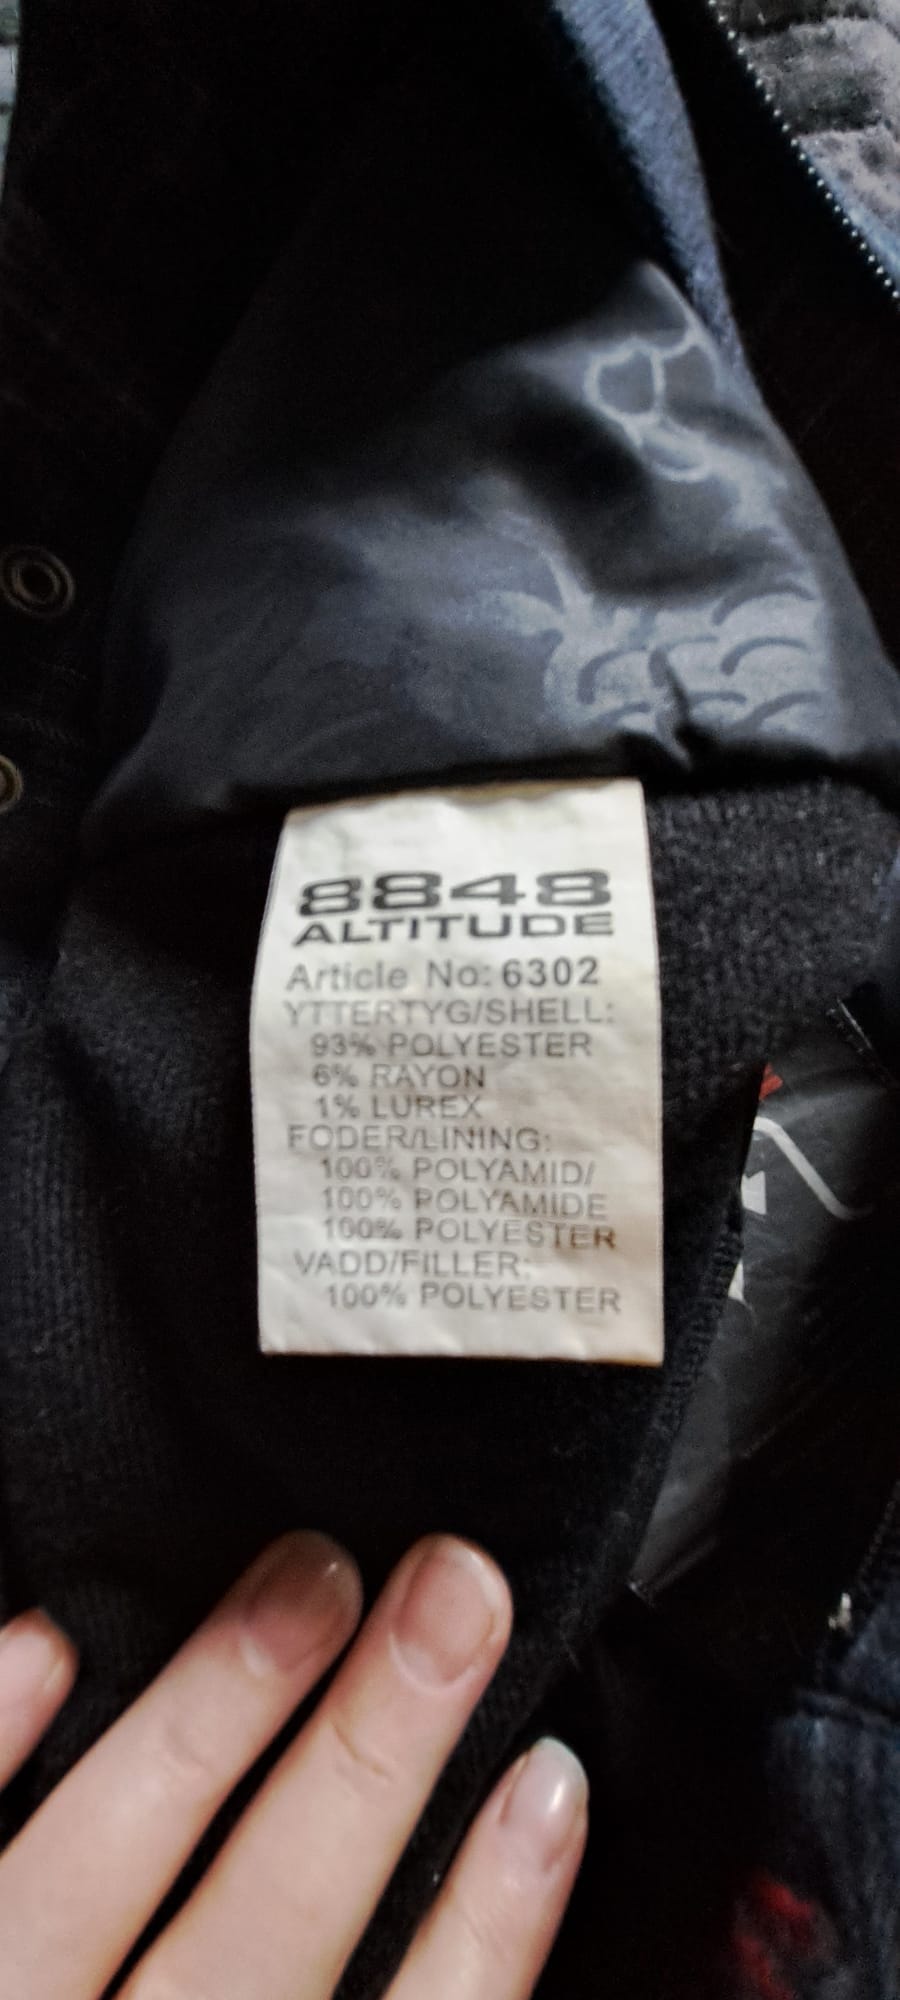 8848
ALTITUDE
Article No: 6302
YTTERTYG/SHELL:
93% POLYESTER
6% RAYON
1% LUREX
FODER/LINING:
100% POLYAMID/
100% POLYAMIDE
100% POLYESTER
VADD/FILLER:
100% POLYESTER